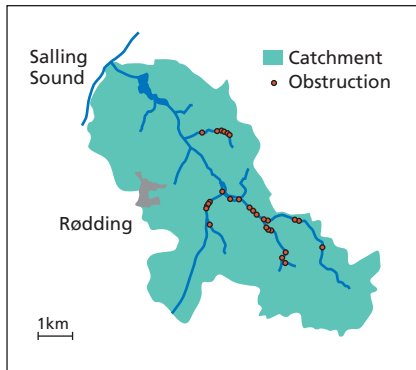 Salling
Sound
Catchment
Obstruction
Rødding
1km